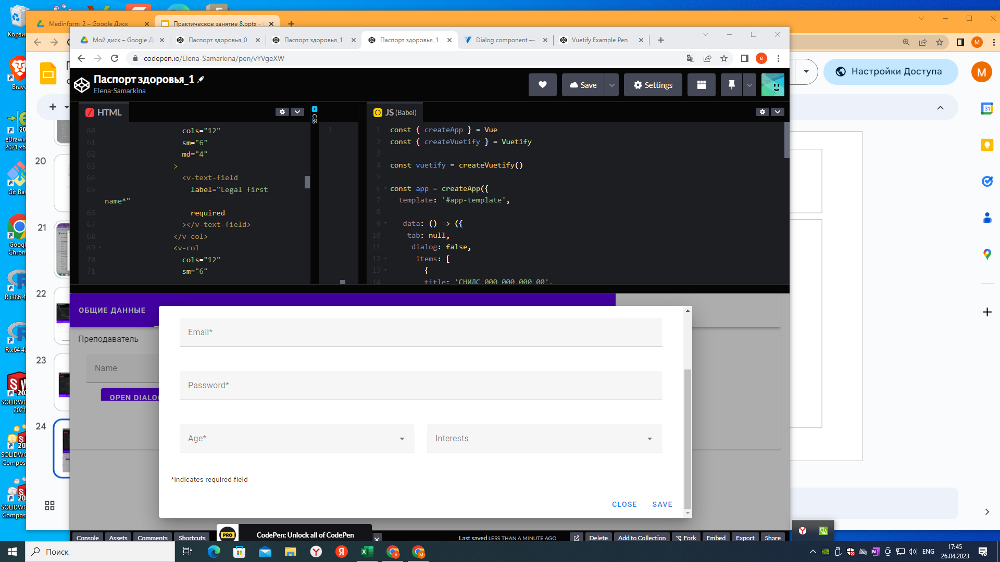 Корзи
Brave
eDrawin
2021 x6
Git Bas
Google
Chrom
R i386 4
R x64 4.
SOLIDWO
2021
SOLIDWO
Compos
SOLIDWO
Compos
Medinform_2 – Google Диск
Практическое занятие 8.pptx -
Мой диск – Google Д
Паспорт здоровья_0
Паспорт здоровья_1
Паспорт здоровья_1
Dialog component —
Vuetify Example Pen
codepen.io/Elena-Samarkina/pen/vYVgeXW
e
M
Паспорт здоровья_1
Elena-Samarkina
Save
Settings
Настройки Доступа
M
31
20
21
22
23
24
HTML
CSS
JS (Babel)
60 cols="12"
61 sm="6"
62 md="4"
63 >
64 <v-text-field
65 label="Legal first
name*"
66 required
67 ></v-text-field>
68 </v-col>
69 <v-col
70 cols="12"
71 sm="6"
1
1 const { createApp } = Vue
2 const { createVuetify } = Vuetify
3
4 const vuetify = createVuetify()
5
6 const app = createApp({
7 template: '#app-template',
8
9 data: () => ({
10 tab: null,
11 dialog: false,
12 items: [
13 {
14 title: 'СНИЛС 000 000 000 00',
ОБЩИЕ ДАННЫЕ
Преподаватель
Name
OPEN DIALO
Email*
Password*
Age*
Interests
*indicates required field
CLOSE SAVE
Console
Assets
Comments
Shortcuts
PRO
CodePen: Unlock all of CodePen
Last saved LESS THAN A MINUTE AGO
Delete
Add to Collection
Fork
Embed
Export
Share
Поиск
ENG
17:45
26.04.2023